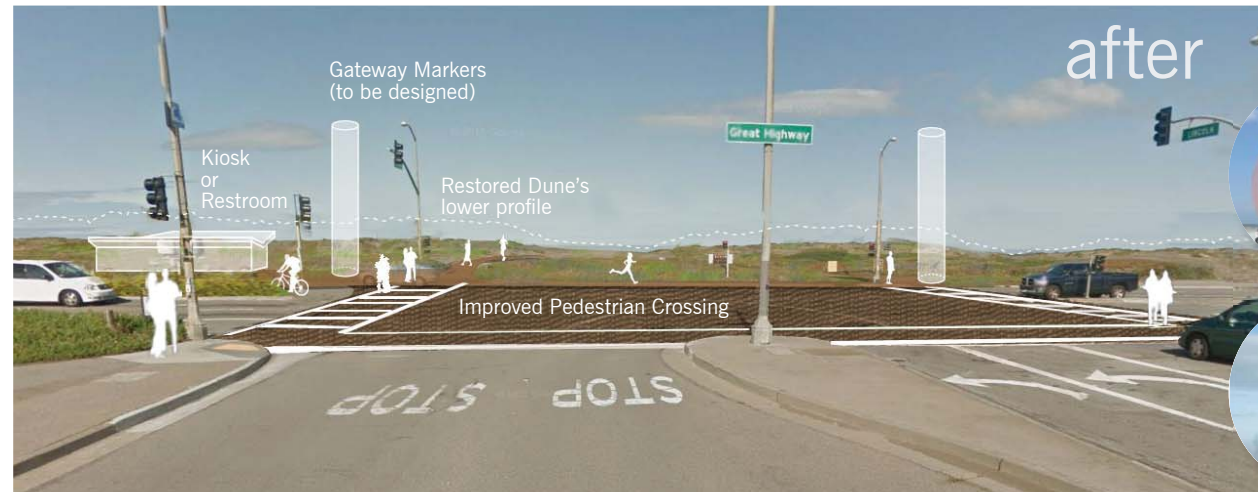 after
Gateway Markers
(to be designed)
Great Highway
LINCOLN
Kiosk
or
Restroom
Restored Dune's
lower profile
Improved Pedestrian Crossing
STOP STOP